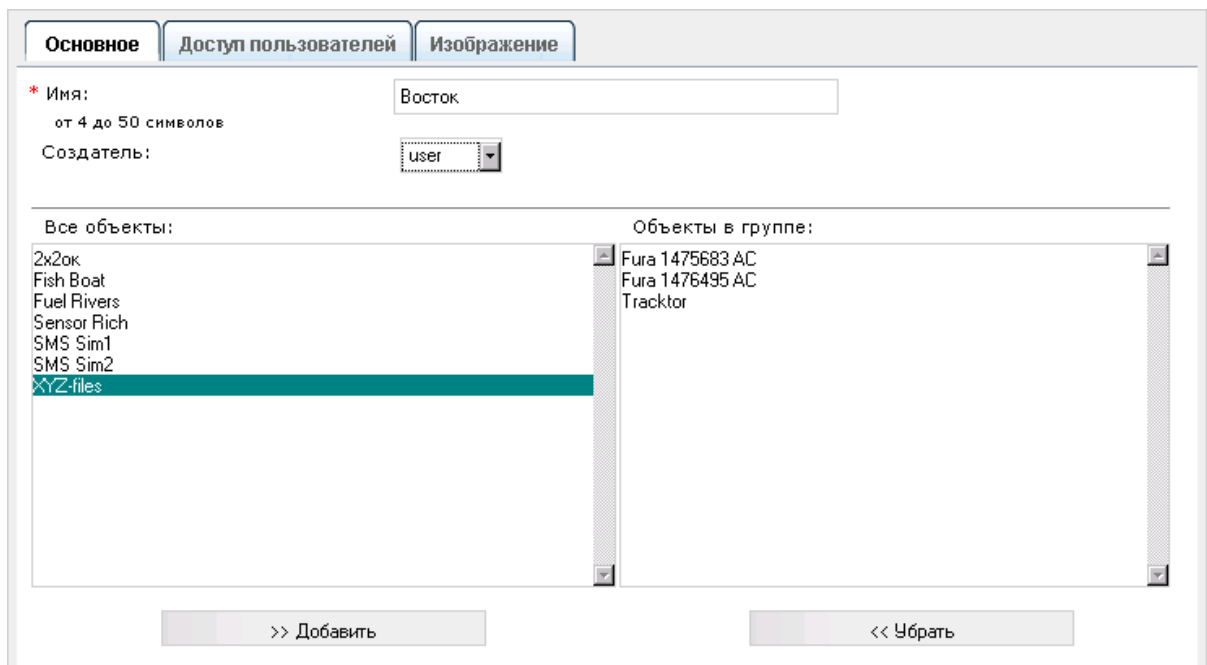 Основное Доступ пользователей Изображение
* Имя: Восток
от 4 до 50 символов
Создатель: user
Все объекты: Объекты в группе:
2x2ок Fura 1475683 AC
Fish Boat Fura 1476495 AC
Fuel Rivers Tracktor
Sensor Rich
SMS Sim1
SMS Sim2
XYZ-files
>> Добавить << Убрать